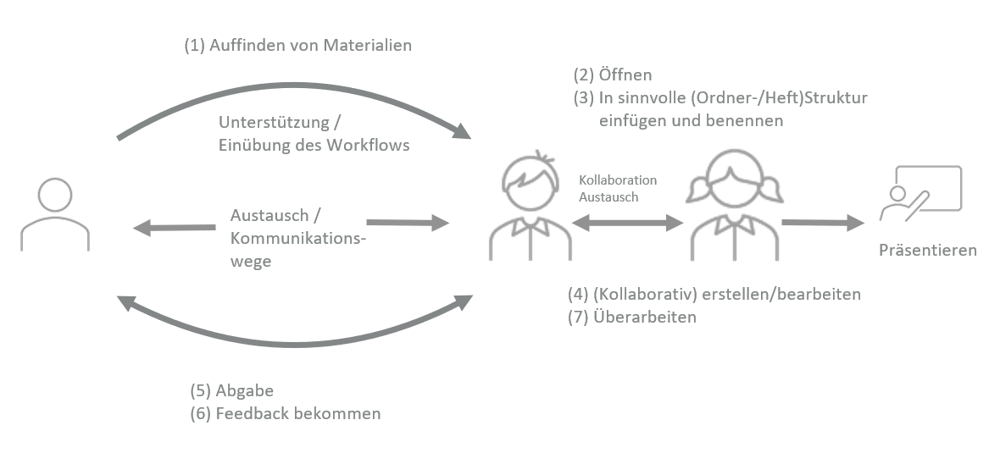 (1) Auffinden von Materialien
(2) Öffnen
(3) In sinnvolle (Ordner-/Heft)Struktur
einfügen und benennen
Unterstützung /
Einübung des Workflows
Kollaboration
Austausch
Austausch /
Kommunikations-
wege
Präsentieren
(4) (Kollaborativ) erstellen/bearbeiten
(7) Überarbeiten
(5) Abgabe
(6) Feedback bekommen